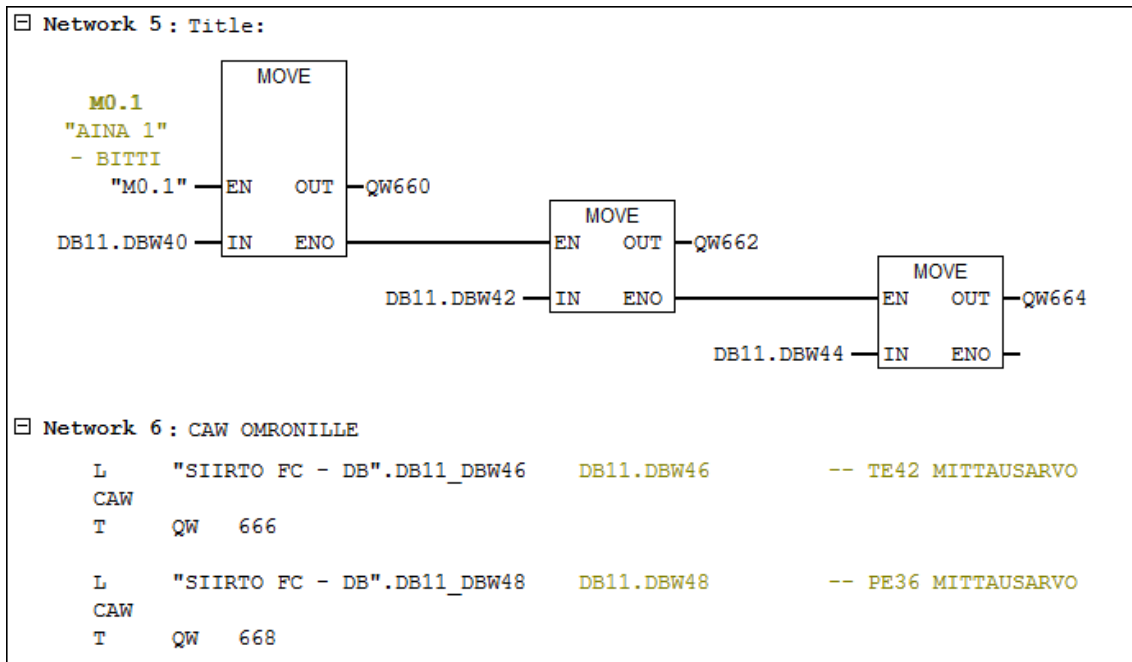 Network 5 : Title:
MOVE
M0.1
"AINA 1"
- BITTI
"M0.1" EN OUT QW660
DB11.DBW40 IN ENO
MOVE
EN OUT QW662
DB11.DBW42 IN ENO
MOVE
EN OUT QW664
DB11.DBW44 IN ENO
Network 6 : CAW OMRONILLE
L "SIIRTO FC - DB".DB11_DBW46 DB11.DBW46 -- TE42 MITTAUSARVO
CAW
T QW 666
L "SIIRTO FC - DB".DB11_DBW48 DB11.DBW48 -- PE36 MITTAUSARVO
CAW
T QW 668